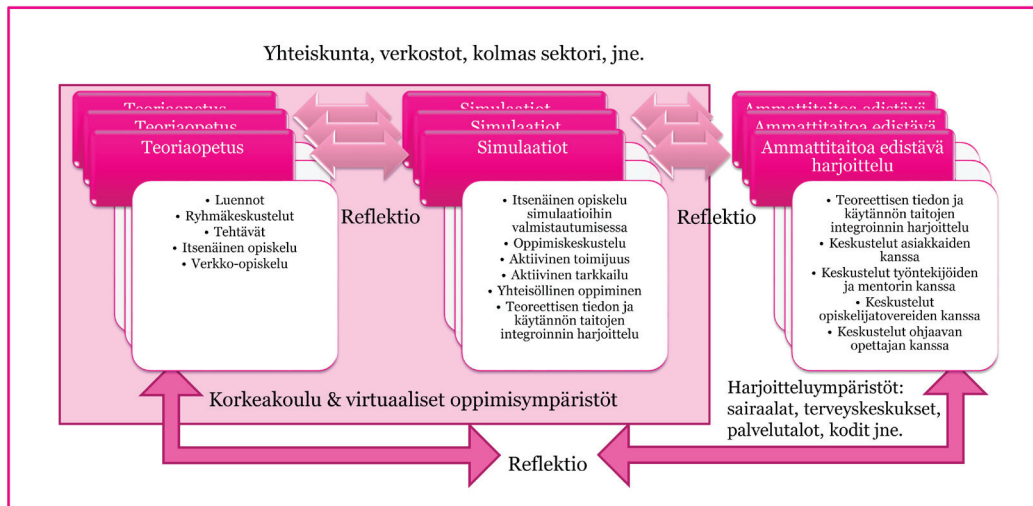 Yhteiskunta, verkostot, kolmas sektori, jne.
Teoriaopetus
Teoriaopetus
Teoriaopetus
• Luennot
• Ryhmäkeskustelut
• Tehtävät
• Itsenäinen opiskelu
• Verkko-opiskelu
Reflektio
Simulaatiot
Simulaatiot
Simulaatiot
• Itsenäinen opiskelu
simulaatioihin
valmistautumisessa
• Oppimiskeskustelu
• Aktiivinen toimijuus
• Aktiivinen tarkkailu
• Yhteisöllinen oppiminen
• Teoreettisen tiedon ja
käytännön taitojen
integroinnin harjoittelu
Reflektio
Ammattitaitoa edistävä
Ammattitaitoa edistävä
Ammattitaitoa edistävä
harjoittelu
• Teoreettisen tiedon ja
käytännön taitojen
integroinnin harjoittelu
• Keskustelut asiakkaiden
kanssa
• Keskustelut työntekijöiden
ja mentorin kanssa
• Keskustelut
opiskelijatovereiden kanssa
• Keskustelut ohjaavan
opettajan kanssa
Korkeakoulu & virtuaaliset oppimisympäristöt
Harjoitteluympäristöt:
sairaalat, terveyskeskukset,
palvelutalot, kodit jne.
Reflektio